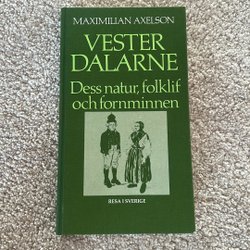 MAXIMILIAN AXELSON
VESTER
DALARNE
Dess natur, folklif
och fornminnen
RESA I SVERIGE